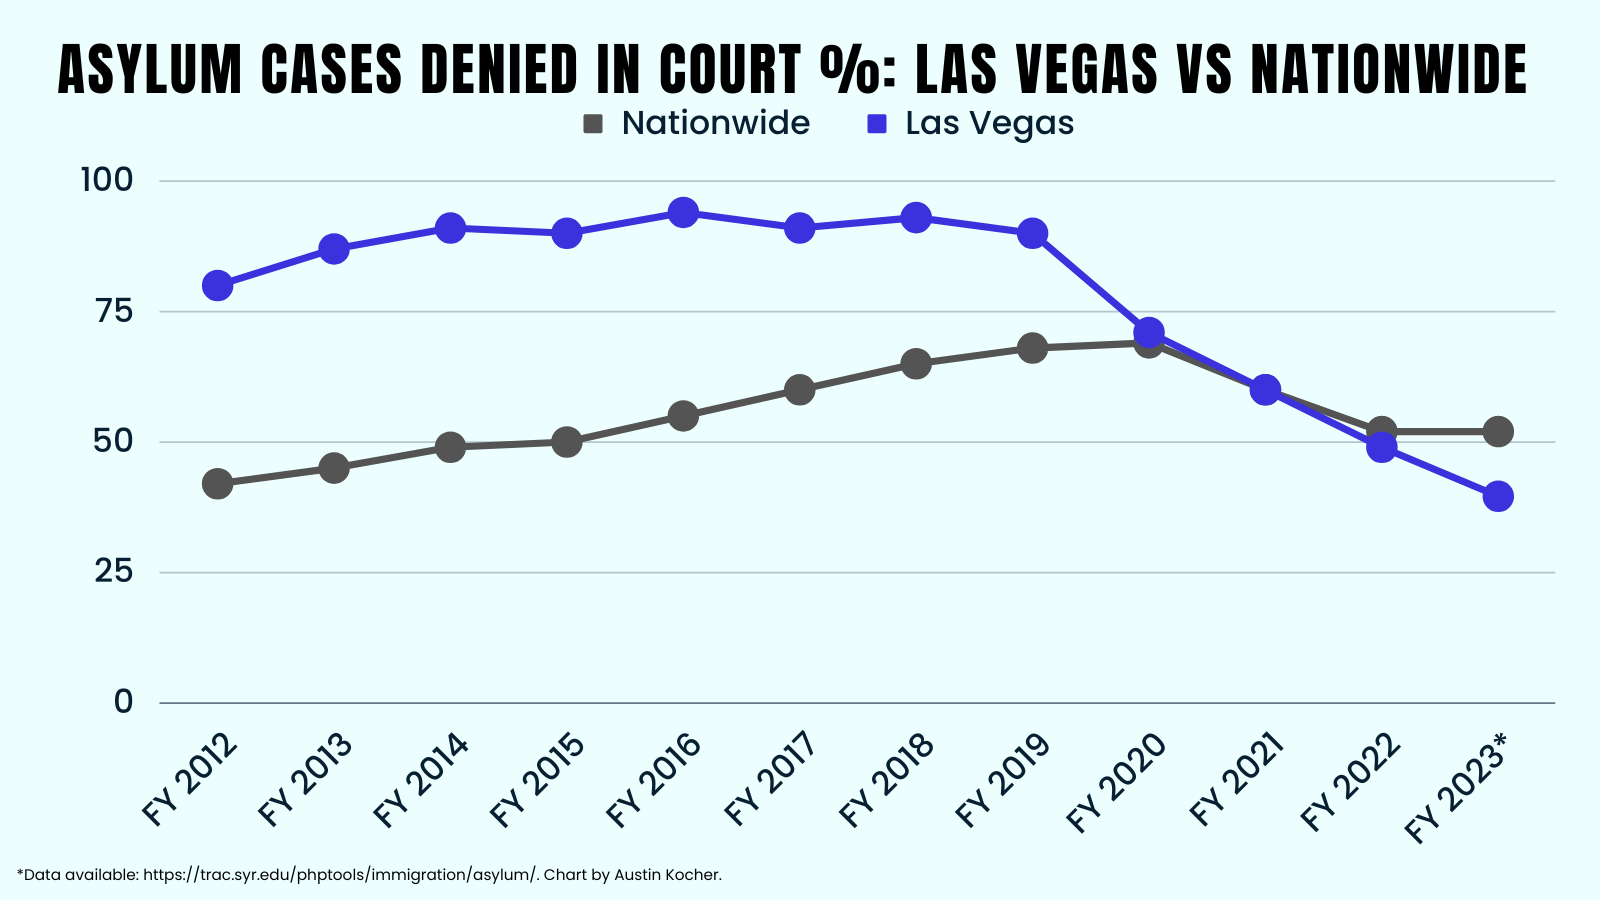 ASYLUM CASES DENIED IN COURT %: LAS VEGAS VS NATIONWIDE
Nationwide
Las Vegas
100
75
50
25
0
FY 2012
FY 2013
FY 2014
FY 2015
FY 2016
FY 2017
FY 2018
FY 2019
FY 2020
FY 2021
FY 2022
FY 2023*
*Data available: https://trac.syr.edu/phptools/immigration/asylum/. Chart by Austin Kocher.